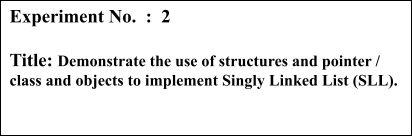 Experiment No. : 2
Title: Demonstrate the use of structures and pointer /
class and objects to implement Singly Linked List (SLL).